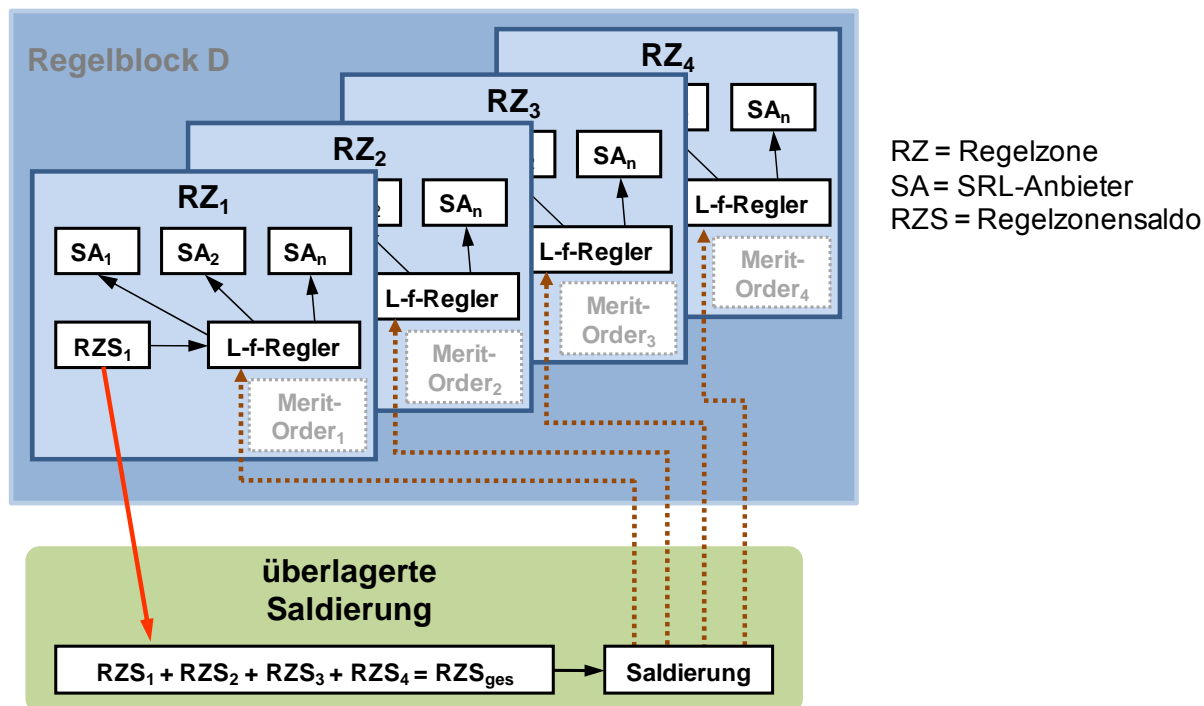 Regelblock D
RZ₄
SAₙ
L-f-Regler
Merit-
Order₄
RZ₃
SAₙ
L-f-Regler
Merit-
Order₃
RZ₂
SAₙ
L-f-Regler
Merit-
Order₂
RZ₁
SA₁ SA₂ SAₙ
RZS₁ L-f-Regler
Merit-
Order₁
RZ = Regelzone
SA = SRL-Anbieter
RZS = Regelzonensaldo
überlagerte
Saldierung
RZS₁ + RZS₂ + RZS₃ + RZS₄ = RZS_ges
Saldierung